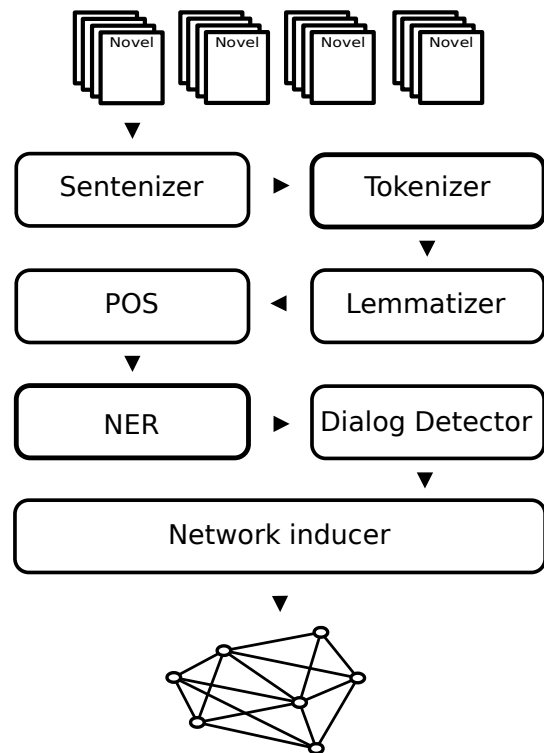 Novel Novel Novel Novel
Sentenizer Tokenizer
POS Lemmatizer
NER Dialog Detector
Network inducer